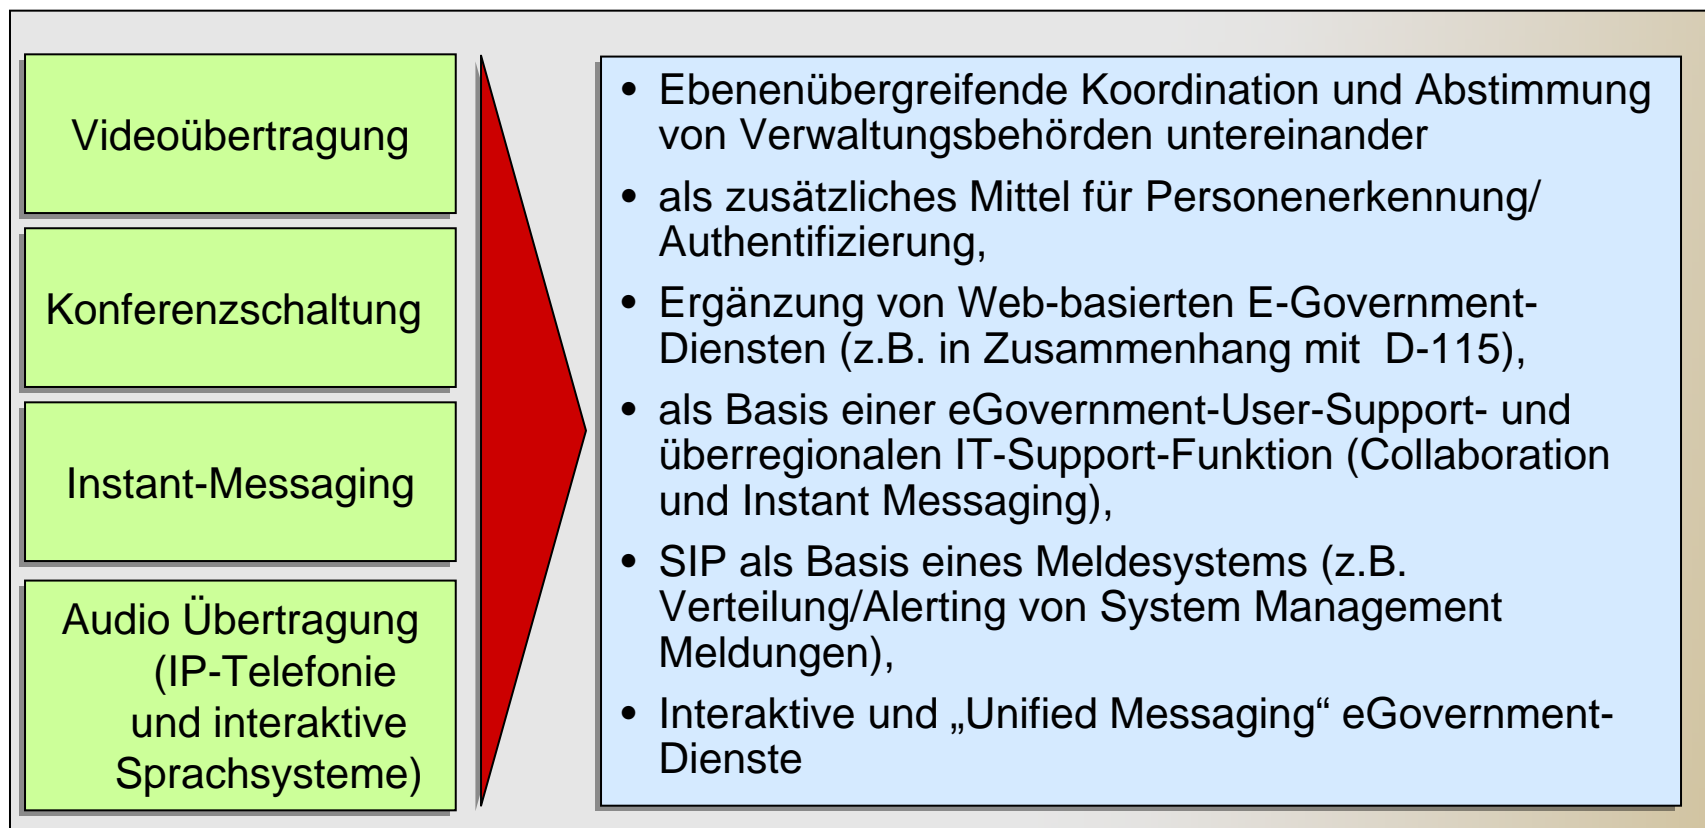 Videoübertragung
Konferenzschaltung
Instant-Messaging
Audio Übertragung
(IP-Telefonie
und interaktive
Sprachsysteme)
• Ebenenübergreifende Koordination und Abstimmung
von Verwaltungsbehörden untereinander
• als zusätzliches Mittel für Personenerkennung/
Authentifizierung,
• Ergänzung von Web-basierten E-Government-
Diensten (z.B. in Zusammenhang mit D-115),
• als Basis einer eGovernment-User-Support- und
überregionalen IT-Support-Funktion (Collaboration
und Instant Messaging),
• SIP als Basis eines Meldesystems (z.B.
Verteilung/Alerting von System Management
Meldungen),
• Interaktive und „Unified Messaging“ eGovernment-
Dienste